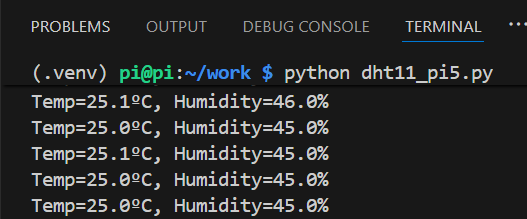 PROBLEMS OUTPUT DEBUG CONSOLE TERMINAL ...
(.venv) pi@pi:~/work $ python dht11_pi5.py
Temp=25.1ºC, Humidity=46.0%
Temp=25.0ºC, Humidity=45.0%
Temp=25.1ºC, Humidity=45.0%
Temp=25.0ºC, Humidity=45.0%
Temp=25.0ºC, Humidity=45.0%